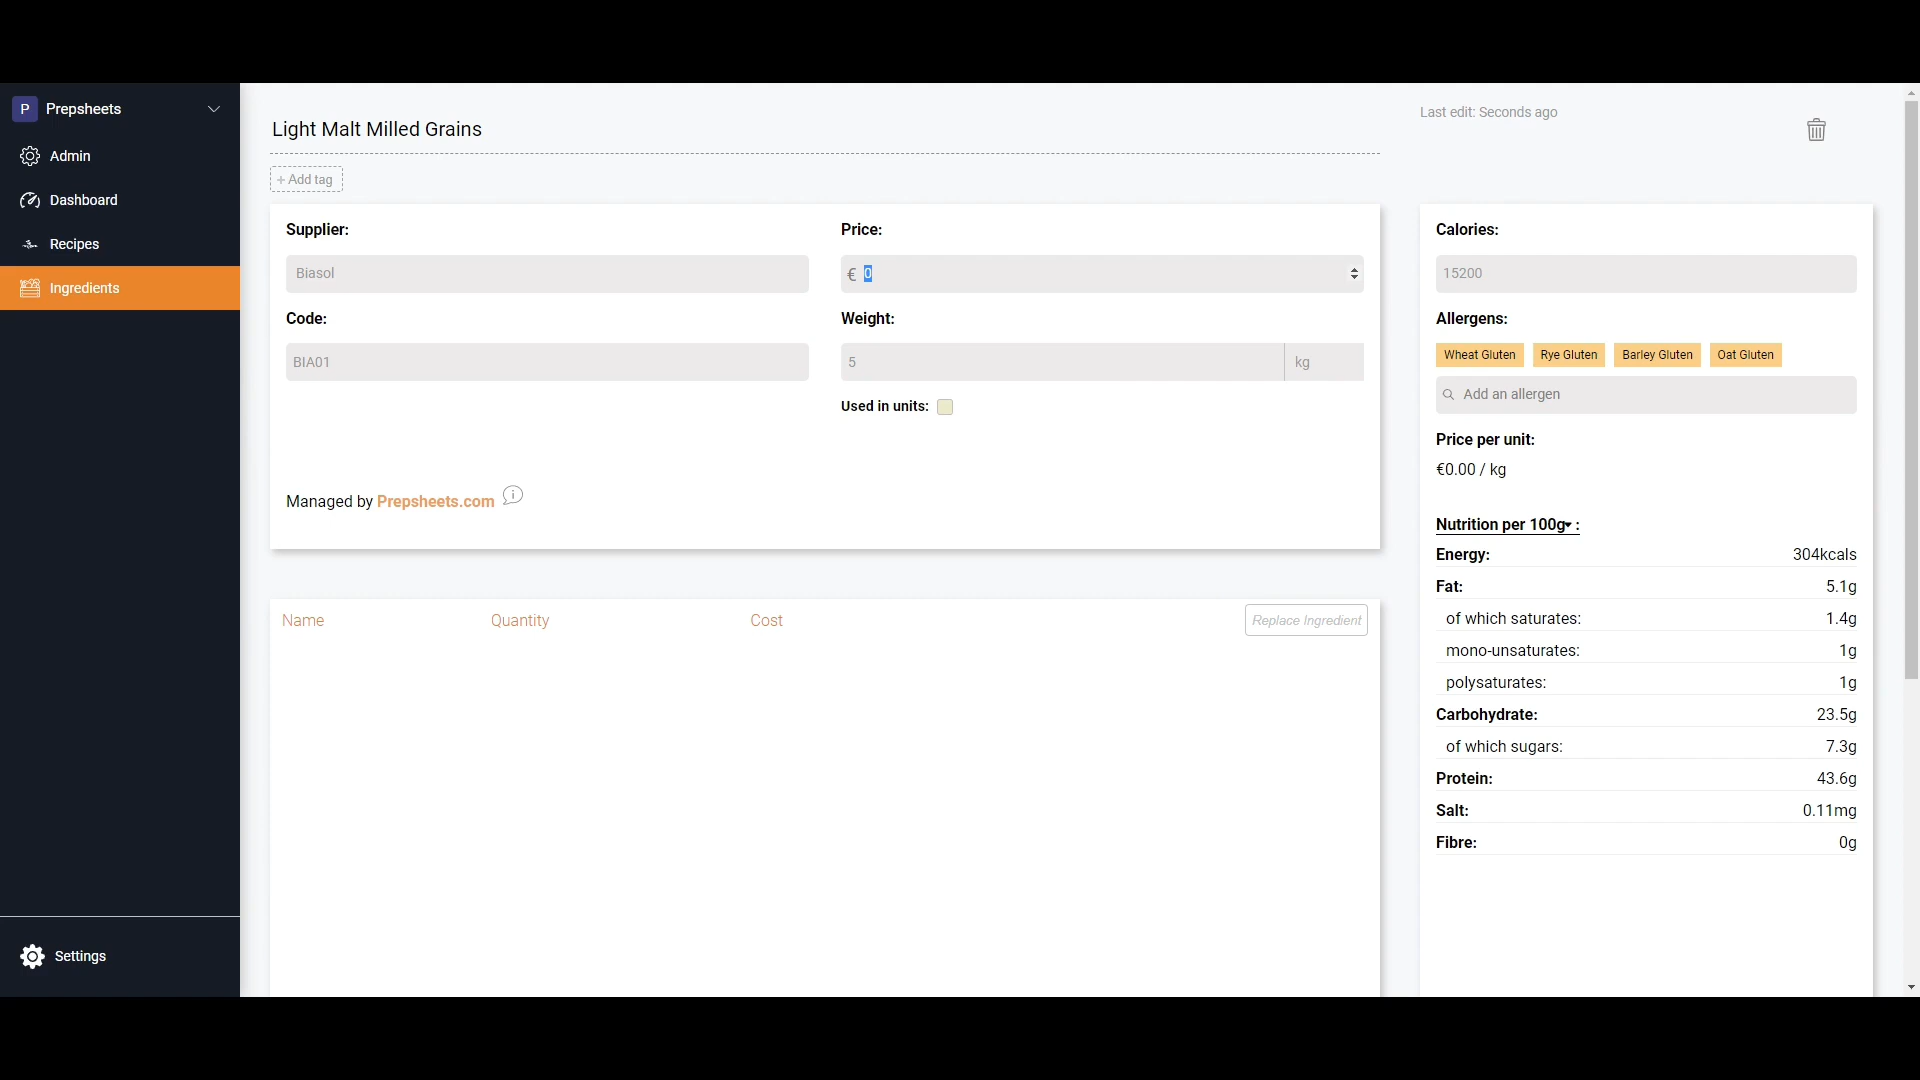 P Prepsheets
Admin
Dashboard
Recipes
Ingredients
Settings
Light Malt Milled Grains
Last edit: Seconds ago
+ Add tag
Supplier:
Biasol
Price:
€ 0
Code:
BIA01
Weight:
5 kg
Used in units:
Managed by Prepsheets.com i
Name Quantity Cost Replace Ingredient
Calories:
15200
Allergens:
Wheat Gluten Rye Gluten Barley Gluten Oat Gluten
Add an allergen
Price per unit:
€0.00 / kg
Nutrition per 100g :
Energy: 304kcals
Fat: 5.1g
of which saturates: 1.4g
mono-unsaturates: 1g
polysaturates: 1g
Carbohydrate: 23.5g
of which sugars: 7.3g
Protein: 43.6g
Salt: 0.11mg
Fibre: 0g